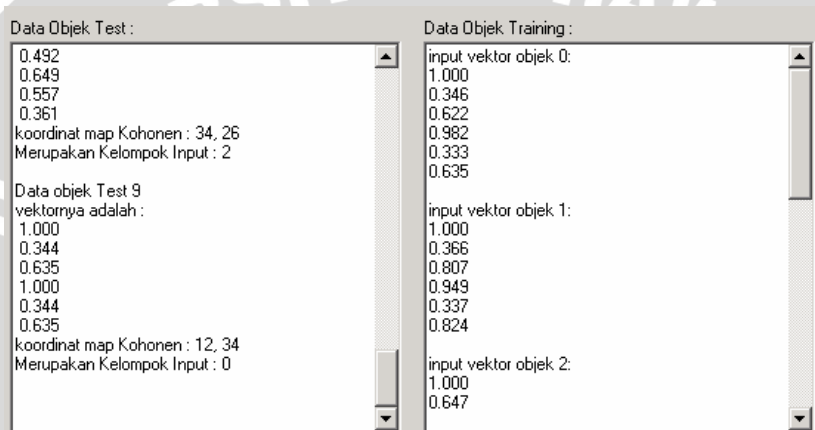 Data Objek Test :
0.492
0.649
0.557
0.361
koordinat map Kohonen : 34, 26
Merupakan Kelompok Input : 2
Data objek Test 9
vektornya adalah :
1.000
0.344
0.635
1.000
0.344
0.635
koordinat map Kohonen : 12, 34
Merupakan Kelompok Input : 0
Data Objek Training :
input vektor objek 0:
1.000
0.346
0.622
0.982
0.333
0.635
input vektor objek 1:
1.000
0.366
0.807
0.949
0.337
0.824
input vektor objek 2:
1.000
0.647